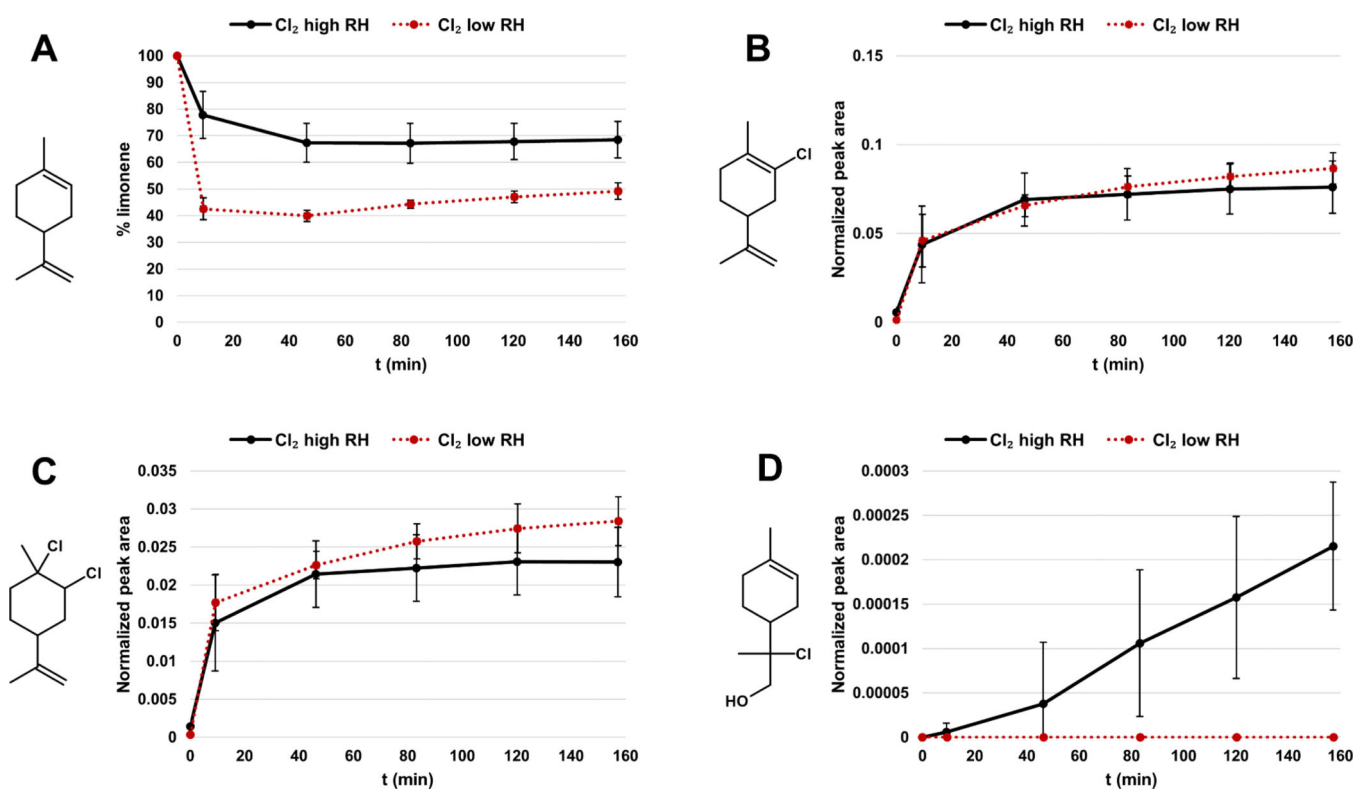 A
Cl₂ high RH Cl₂ low RH
% limonene
100
90
80
70
60
50
40
30
20
10
0
0 20 40 60 80 100 120 140 160
t (min)
B
Cl₂ high RH Cl₂ low RH
Cl
Normalized peak area
0.15
0.1
0.05
0
0 20 40 60 80 100 120 140 160
t (min)
C
Cl₂ high RH Cl₂ low RH
Cl
Cl
Normalized peak area
0.035
0.03
0.025
0.02
0.015
0.01
0.005
0
0 20 40 60 80 100 120 140 160
t (min)
D
Cl₂ high RH Cl₂ low RH
Cl
HO
Normalized peak area
0.0003
0.00025
0.0002
0.00015
0.0001
0.00005
0
0 20 40 60 80 100 120 140 160
t (min)